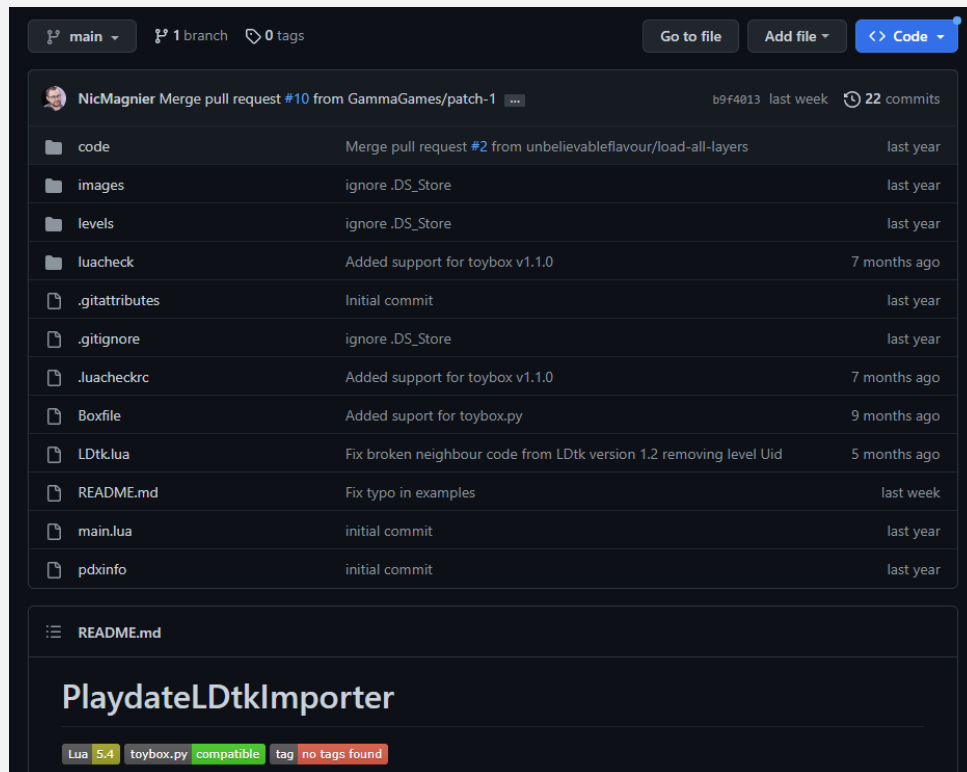 main 1 branch 0 tags Go to file Add file <> Code
NicMagnier Merge pull request #10 from GammaGames/patch-1 ... b9f4013 last week 22 commits
code Merge pull request #2 from unbelievableflavour/load-all-layers last year
images ignore .DS_Store last year
levels ignore .DS_Store last year
luacheck Added support for toybox v1.1.0 7 months ago
.gitattributes Initial commit last year
.gitignore ignore .DS_Store last year
.luacheckrc Added support for toybox v1.1.0 7 months ago
Boxfile Added suport for toybox.py 9 months ago
LDtk.lua Fix broken neighbour code from LDtk version 1.2 removing level Uid 5 months ago
README.md Fix typo in examples last week
main.lua initial commit last year
pdxinfo initial commit last year
README.md
PlaydateLDtkImporter
Lua 5.4 toybox.py compatible tag no tags found